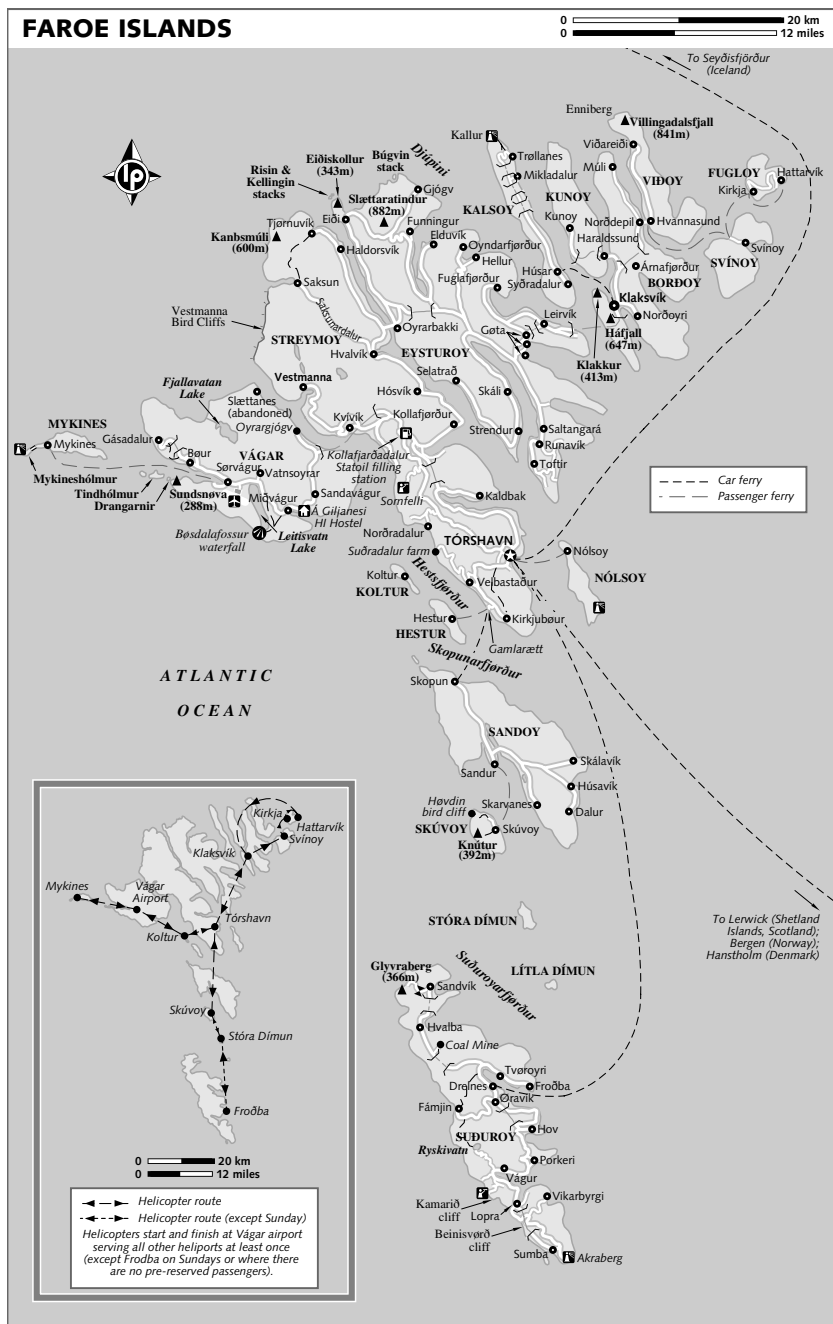 FAROE ISLANDS
0 20 km
0 12 miles
To Seyðisfjörður
(Iceland)
Enniberg
Villingadalsfjall
(841m)
Kallur
Viðareiði
Trøllanes
Múli
FUGLOY
Hattarvík
Kirkja
Djúpini
Búgvin
stack
Eiðiskollur
(343m)
Risin &
Kellingin
stacks
Gjógv
Mikladalur
KUNOY
VIÐOY
Slættaratindur
(882m)
KALSOY
Eiði
Funningur
Kunoy
Norðdepil
Hvannasund
Tjørnuvík
Kanbsmúli
(600m)
Elduvík
Oyndarfjørður
Haraldssund
Svínoy
SVÍNOY
Haldorsvík
Hellur
Fuglafjørður
Húsar
Syðradalur
Árnafjørður
BORÐOY
Saksun
Klaksvík
Saksunardalur
Vestmanna
Bird Cliffs
Leirvík
Norðoyri
Gøta
Oyrarbakki
Háfjall
(647m)
STREYMOY
EYSTUROY
Klakkur
(413m)
Hvalvík
Selatrað
Vestmanna
Fjallavatan
Lake
Hósvík
Skáli
Slættanes
(abandoned)
Kollafjørður
MYKINES
Oyrargjógv
Kvívík
Strendur
Saltangará
Gásadalur
Mykines
Runavík
VÁGAR
Kollafjarðadalur
Statoil filling
station
Bøur
Sørvágur
Vatnsoyrar
Toftir
Car ferry
Passenger ferry
Mykineshólmur
Tindhólmur
Drangarnir
Sundsnøva
(288m)
Miðvágur
Sandavágur
Á Giljanesi
HI Hostel
Sornfelli
Kaldbak
Bøsdalafossur
waterfall
Leitisvatn
Lake
Norðradalur
TÓRSHAVN
Suðradalur farm
Nólsoy
Koltur
KOLTUR
Hestsfjørður
Velbastaður
NÓLSOY
Hestur
HESTUR
Kirkjubøur
Gamlarætt
Skopunarfjørður
ATLANTIC
OCEAN
Skopun
SANDOY
Skálavík
Sandur
Húsavík
Høvdin
bird cliff
Skarvanes
Dalur
SKÚVOY
Skúvoy
Knútur
(392m)
STÓRA DÍMUN
To Lerwick (Shetland
Islands, Scotland);
Bergen (Norway);
Hanstholm (Denmark)
Glyvraberg
(366m)
Sandvík
Suðuroyarfjørður
LÍTLA DÍMUN
Hvalba
Coal Mine
Tvøroyri
Drelnes
Froðba
Øravík
Fámjin
SUÐUROY
Hov
Ryskivatn
Porkeri
Vágur
Vikarbyrgi
Kamarið
cliff
Lopra
Beinisvørð
cliff
Sumba
Akraberg
Kirkja
Hattarvík
Svínoy
Klaksvík
Mykines
Vágar
Airport
Tórshavn
Koltur
Skúvoy
Stóra Dímun
Froðba
0 20 km
0 12 miles
Helicopter route
Helicopter route (except Sunday)
Helicopters start and finish at Vágar airport
serving all other heliports at least once
(except Frodba on Sundays or where there
are no pre-reserved passengers).